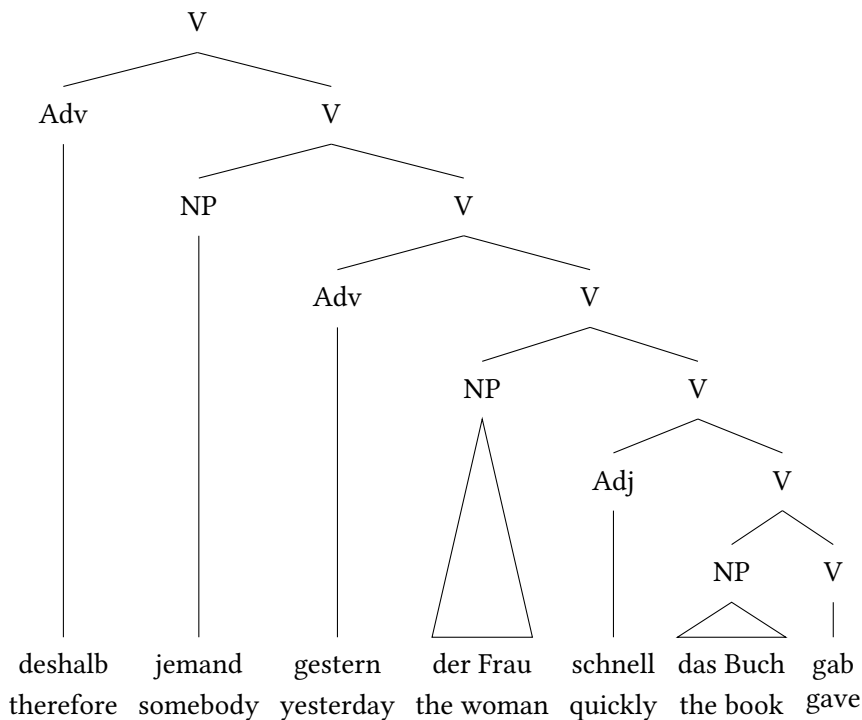 V
Adv V
NP V
Adv V
NP V
Adj V
NP V
deshalb jemand gestern der Frau schnell das Buch gab
therefore somebody yesterday the woman quickly the book gave